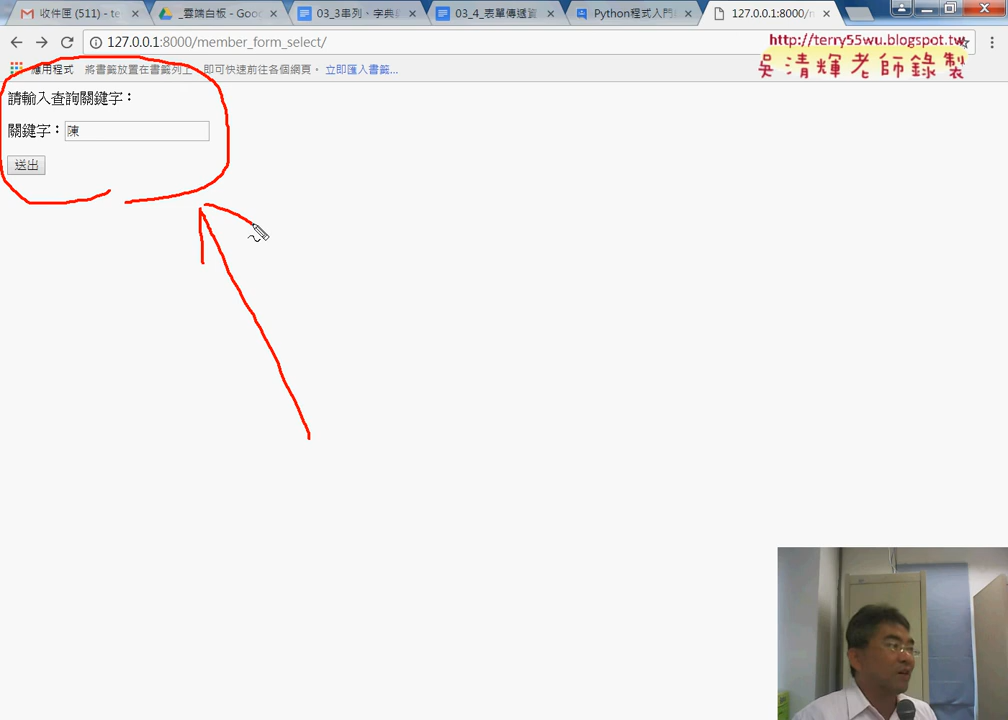 收件匣 (511) - te
_雲端白板 - Goo
03_3串列、字典與
03_4_表單傳遞資
Python程式入門
127.0.0.1:8000/m
127.0.0.1:8000/member_form_select/
http://terry55wu.blogspot.tw
吳清輝老師錄製
應用程式 將書籤放置在書籤列上，即可快速前往各個網頁。 立即匯入書籤...
請輸入查詢關鍵字：
關鍵字：陳
送出